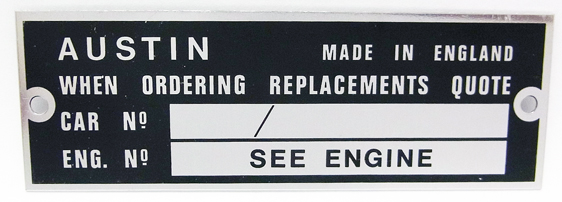 AUSTIN MADE IN ENGLAND
WHEN ORDERING REPLACEMENTS QUOTE
CAR Nº /
ENG. Nº SEE ENGINE